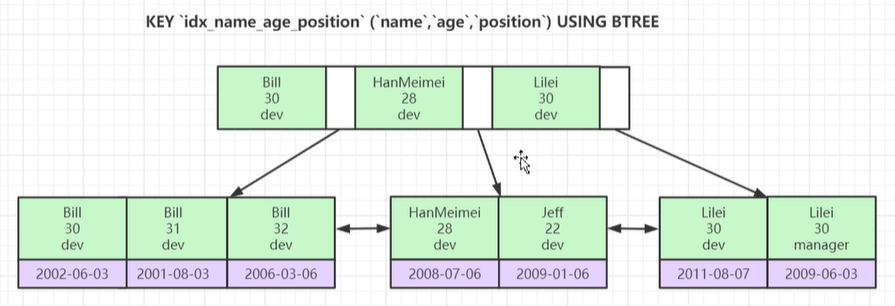 KEY `idx_name_age_position` (`name`,`age`,`position`) USING BTREE
Bill
30
dev
HanMeimei
28
dev
Lilei
30
dev
Bill
30
dev
2002-06-03
Bill
31
dev
2001-08-03
Bill
32
dev
2006-03-06
HanMeimei
28
dev
2008-07-06
Jeff
22
dev
2009-01-06
Lilei
30
dev
2011-08-07
Lilei
30
manager
2009-06-03